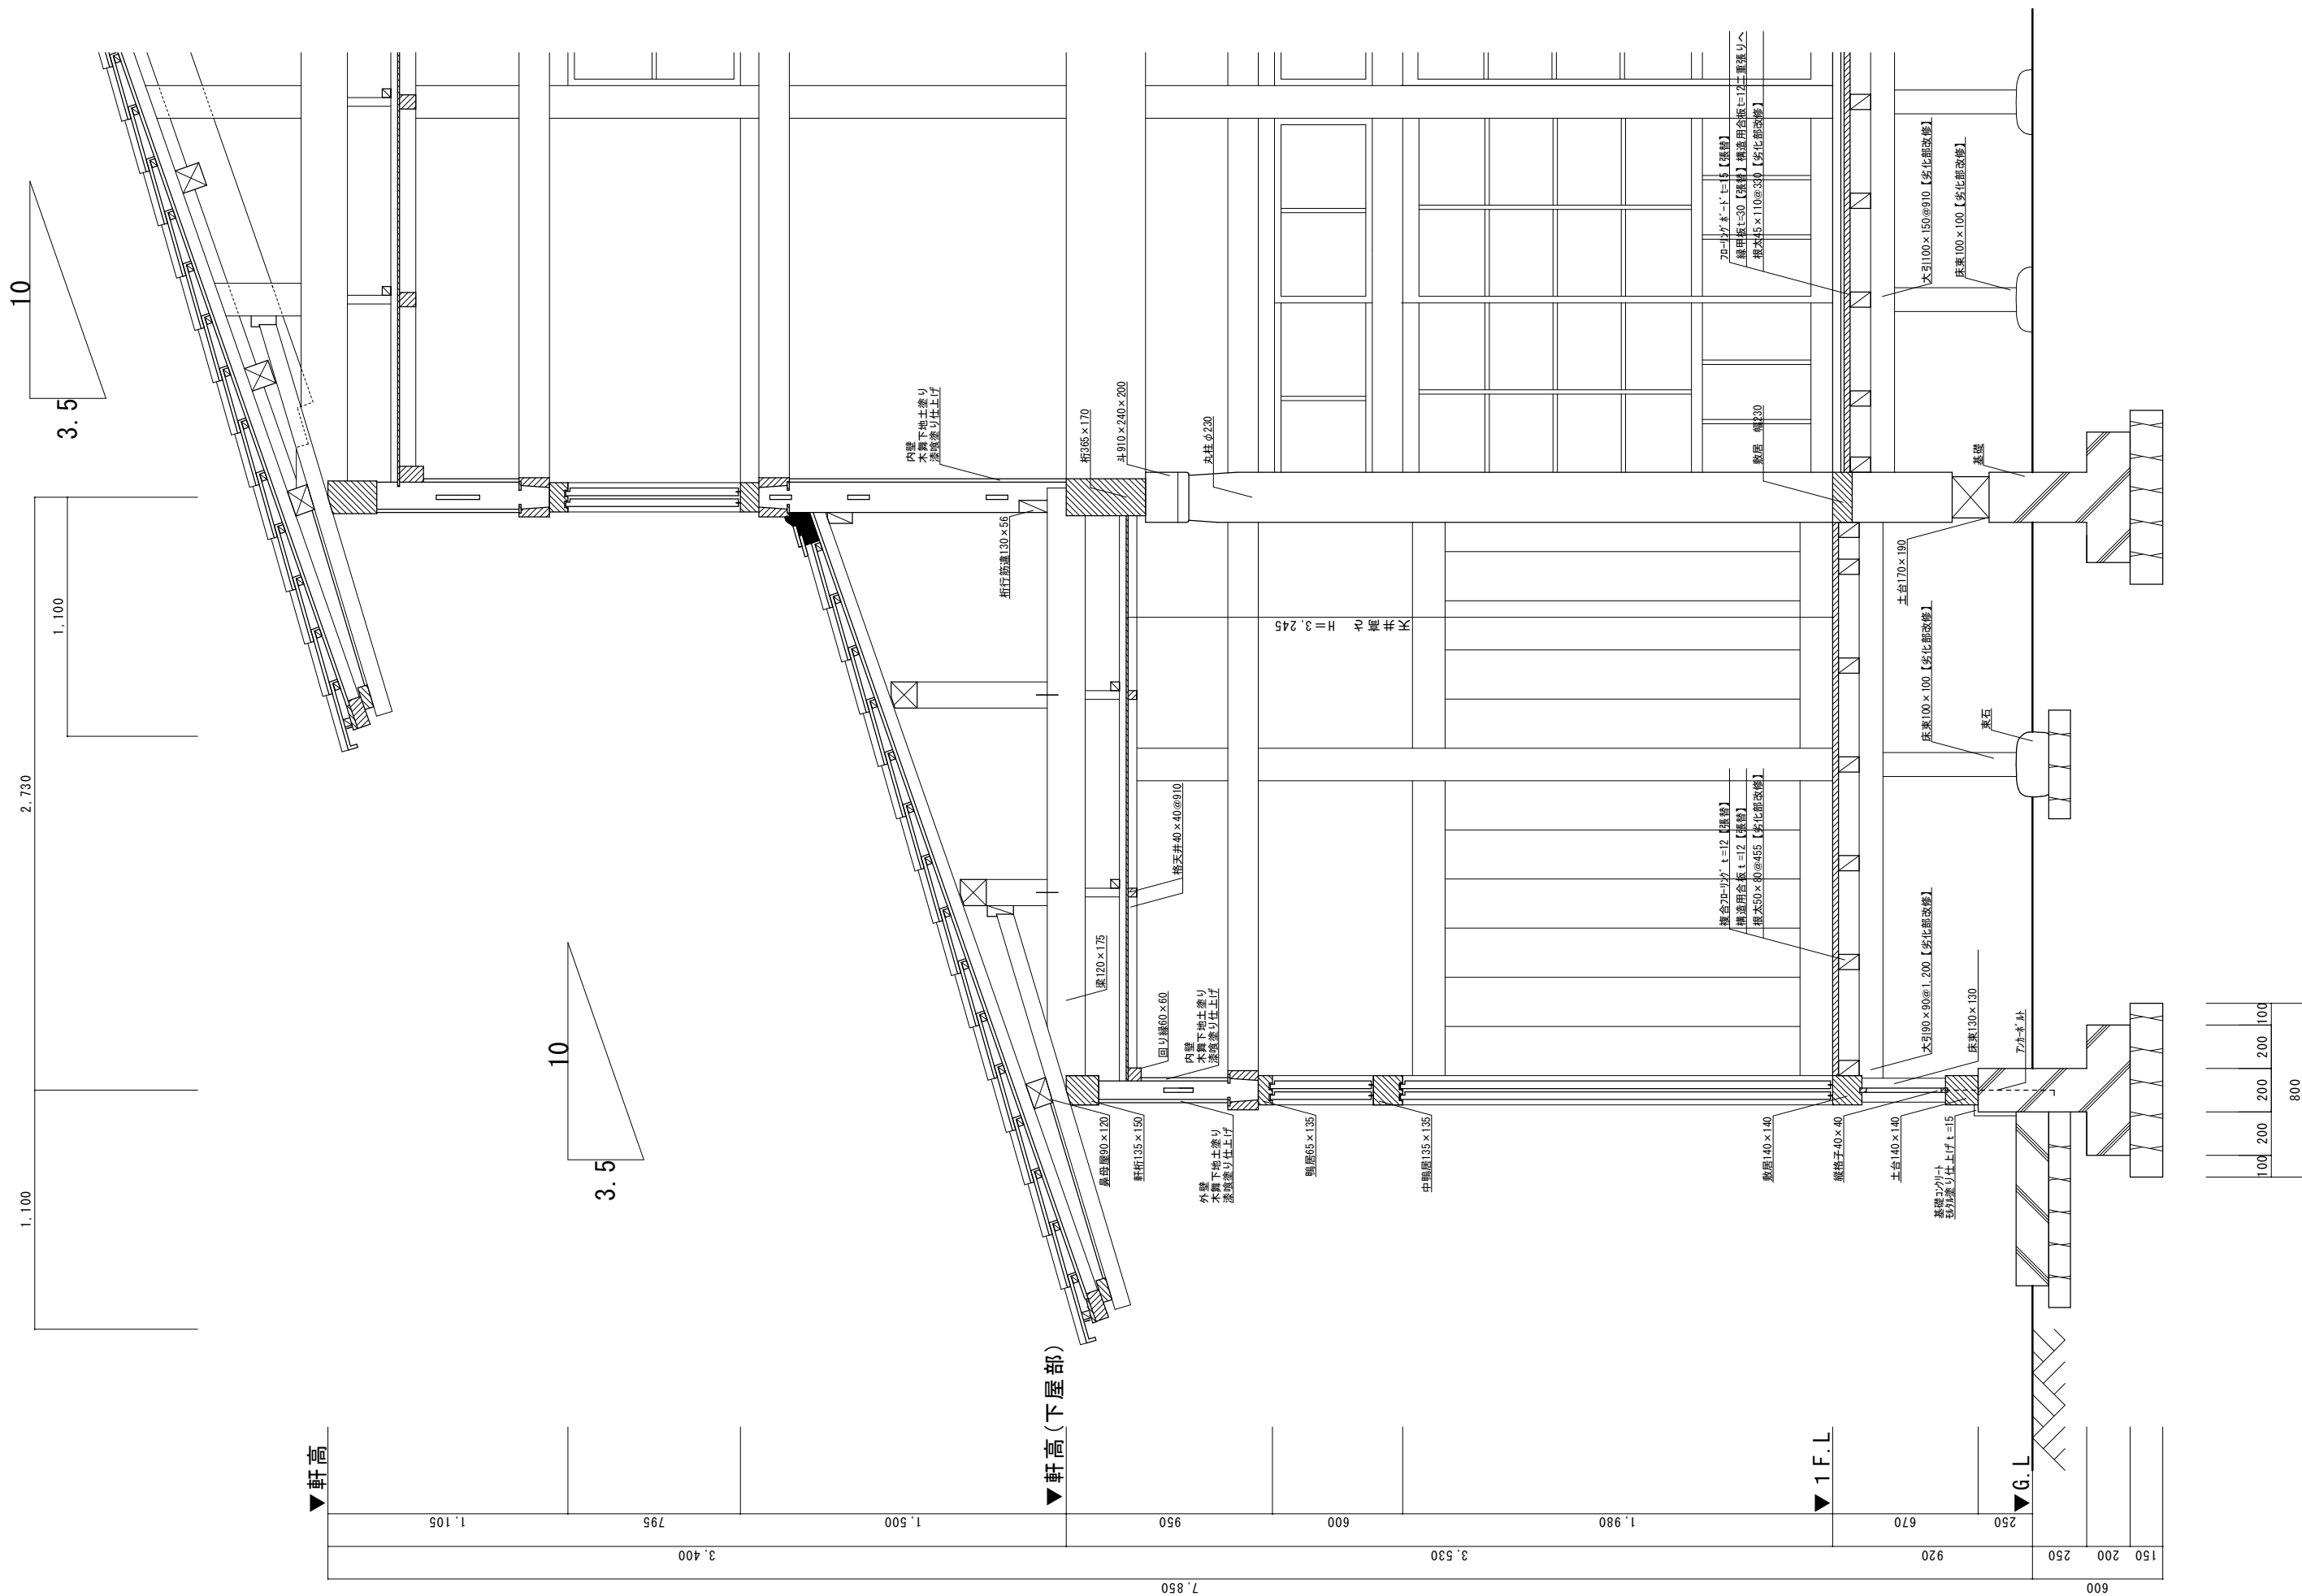 10
3.5
1,100
2,730
1,100
10
3.5
内壁
木舞下地土塗り
漆喰塗り仕上げ
桁365×170
斗910×240×200
丸柱φ230
桁行筋違130×56
天井高さ H=3,245
フローリングボードt=15【張替】
縁甲板t=30【張替】構造用合板t=12二重張りへ
根太45×110@330【劣化部改修】
大引100×150@910【劣化部改修】
床束100×100【劣化部改修】
敷居 幅230
基礎
土台170×190
床束100×100【劣化部改修】
束石
格天井40×40@910
梁120×175
回り縁60×60
内壁
木舞下地土塗り
漆喰塗り仕上げ
複合フローリング t=12【張替】
構造用合板 t=12【張替】
根太50×80@455【劣化部改修】
大引90×90@1,200【劣化部改修】
床束130×130
アンカーボルト
鼻母屋90×120
軒桁135×150
外壁
木舞下地土塗り
漆喰塗り仕上げ
鴨居65×135
中鴨居135×135
敷居140×140
縦格子40×40
土台140×140
基礎コンクリート
モルタル塗り仕上げ t=15
100
200
200
200
100
800
▼軒高
▼軒高(下屋部)
▼1F.L
▼G.L
1,105
795
1,500
950
600
1,980
670
250
3,400
3,530
920
250
200
150
7,850
600